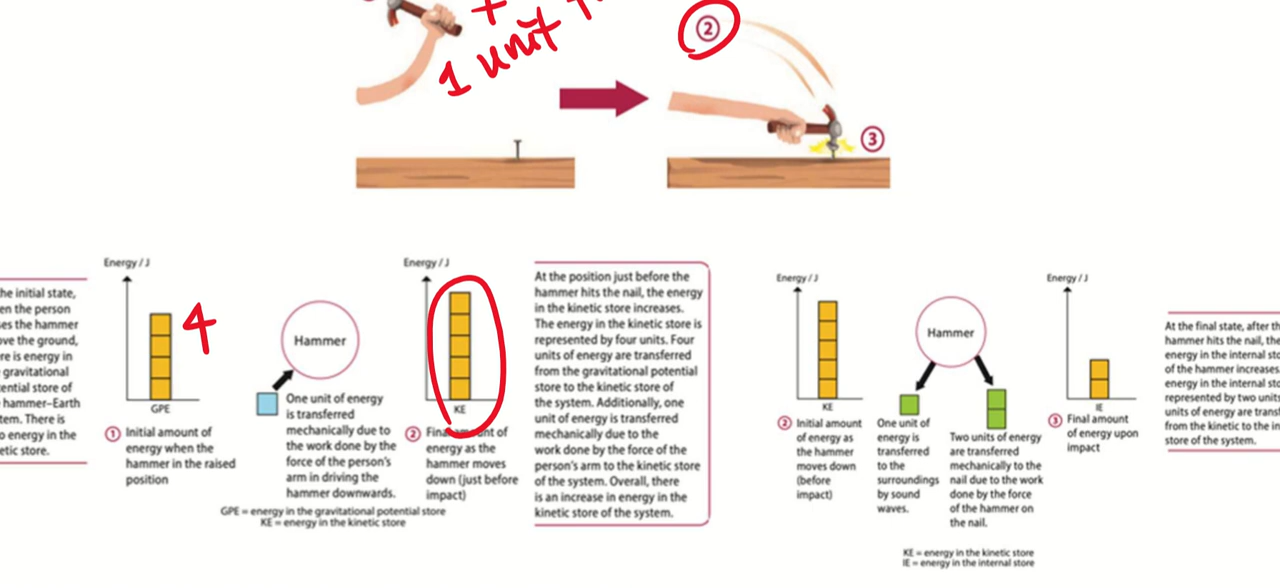 1 unit
2
3
Energy / J
4
GPE
1 Initial amount of
energy when the
hammer in the raised
position
Hammer
One unit of energy
is transferred
mechanically due to
the work done by the
force of the person's
arm in driving the
hammer downwards.
Energy / J
KE
2 Final amount of
energy as the
hammer moves
down (just before
impact)
GPE = energy in the gravitational potential store
KE = energy in the kinetic store
At the position just before the
hammer hits the nail, the energy
in the kinetic store increases.
The energy in the kinetic store is
represented by four units. Four
units of energy are transferred
from the gravitational potential
store to the kinetic store of
the system. Additionally, one
unit of energy is transferred
mechanically due to the
work done by the force of the
person's arm to the kinetic store
of the system. Overall, there
is an increase in energy in the
kinetic store of the system.
Energy / J
KE
2 Initial amount
of energy as
the hammer
moves down
(before
impact)
Hammer
One unit of
energy is
transferred
to the
surroundings
by sound
waves.
Two units of energy
are transferred
mechanically to the
nail due to the work
done by the force
of the hammer on
the nail.
Energy / J
IE
3 Final amount
of energy upon
impact
KE = energy in the kinetic store
IE = energy in the internal store
he initial state,
en the person
es the hammer
ove the ground,
re is energy in
gravitational
ential store of
hammer–Earth
tem. There is
o energy in the
etic store.
At the final state, after th
hammer hits the nail, the
energy in the internal sto
of the hammer increases.
energy in the internal sto
represented by two units
units of energy are transf
from the kinetic to the in
store of the system.